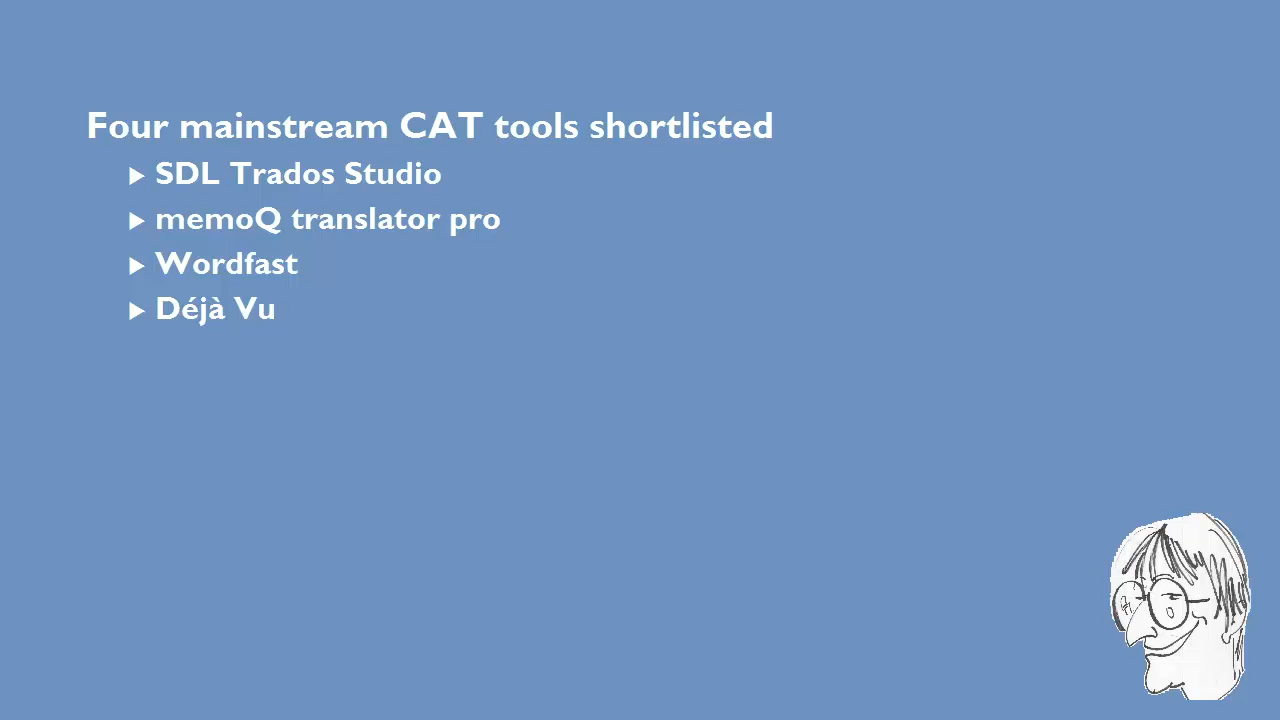 Four mainstream CAT tools shortlisted
▶ SDL Trados Studio
▶ memoQ translator pro
▶ Wordfast
▶ Déjà Vu